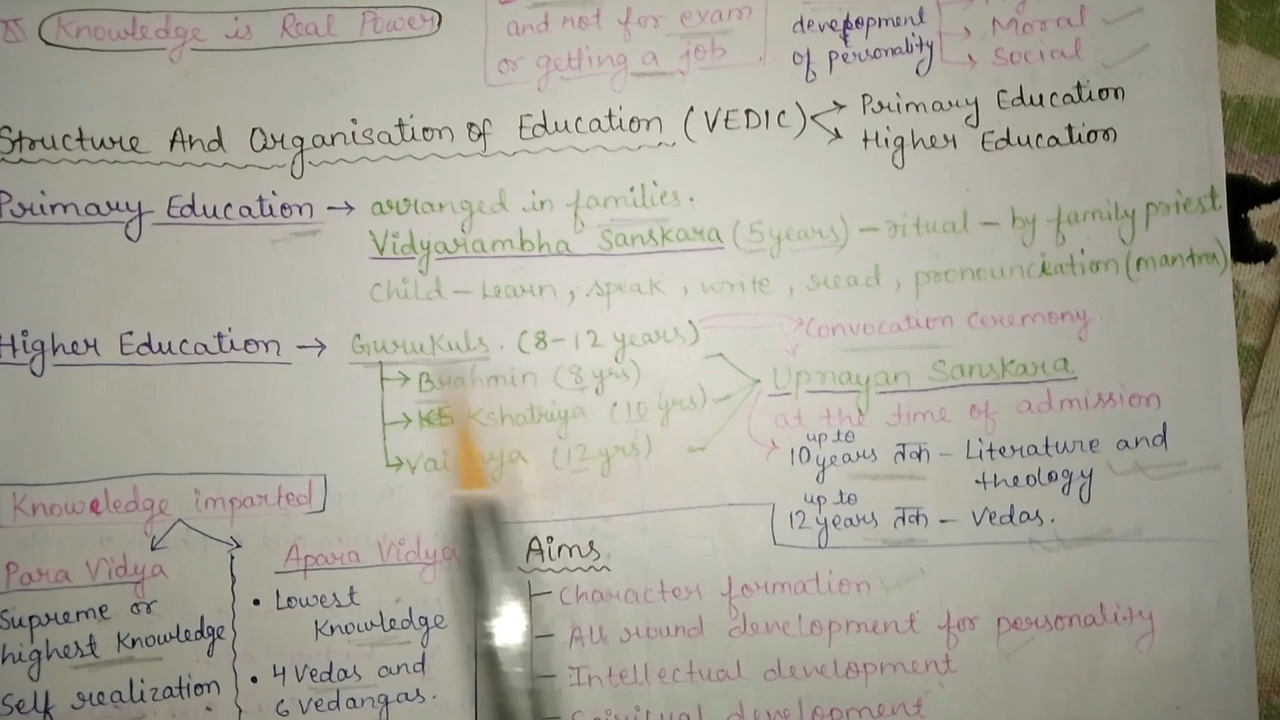 Knowledge is Real Power
and not for exam
or getting a job.
development
of personality
Moral
Social
Structure And Organisation of Education (VEDIC)
Primary Education
Higher Education
Primary Education → arranged in families.
Vidyarambha Sanskara (5 years) – ritual – by family priest
Child – learn, speak, write, read, pronounciation (mantra)
Higher Education → Gurukuls. (8-12 years)
Convocation ceremony.
→ Brahmin (8 yrs)
→ Kshatriya (10 yrs)
(12 yrs)
Upnayan Sanskara
at the time of admission
up to
10 years तक – Literature and
theology
up to
12 years तक – Vedas.
Knowledge imparted
Para Vidya
Supreme or
highest Knowledge
Self realization
Apara Vidya
• Lowest
Knowledge
• 4 Vedas and
6 vedangas.
Aims
Character formation
– All round development for personality
– Intellectual development
development